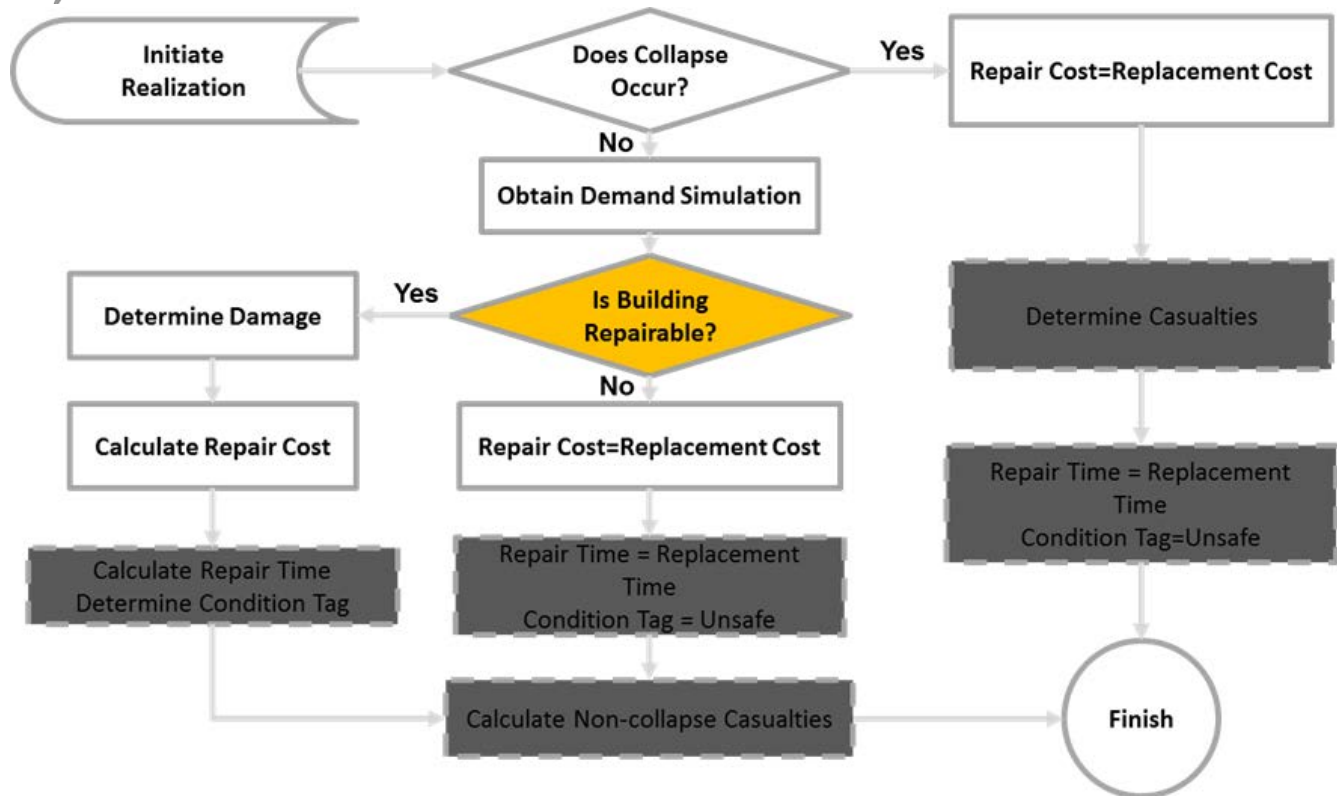 Initiate
Realization
Does Collapse
Occur?
Yes
Repair Cost=Replacement Cost
No
Obtain Demand Simulation
Is Building
Repairable?
Yes
Determine Damage
Determine Casualties
No
Calculate Repair Cost
Repair Cost=Replacement Cost
Repair Time = Replacement
Time
Condition Tag=Unsafe
Calculate Repair Time
Determine Condition Tag
Repair Time = Replacement
Time
Condition Tag = Unsafe
Calculate Non-collapse Casualties
Finish